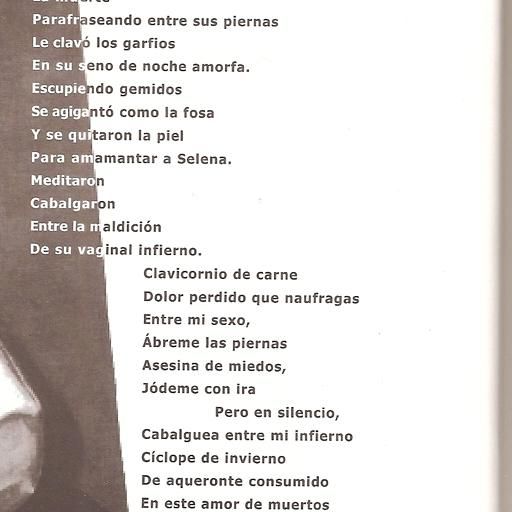 La muerte
Parafraseando entre sus piernas
Le clavó los garfios
En su seno de noche amorfa.
Escupiendo gemidos
Se agigantó como la fosa
Y se quitaron la piel
Para amamantar a Selena.
Meditaron
Cabalgaron
Entre la maldición
De su vaginal infierno.
Clavicornio de carne
Dolor perdido que naufragas
Entre mi sexo,
Ábreme las piernas
Asesina de miedos,
Jódeme con ira
Pero en silencio,
Cabalguea entre mi infierno
Cíclope de invierno
De aqueronte consumido
En este amor de muertos